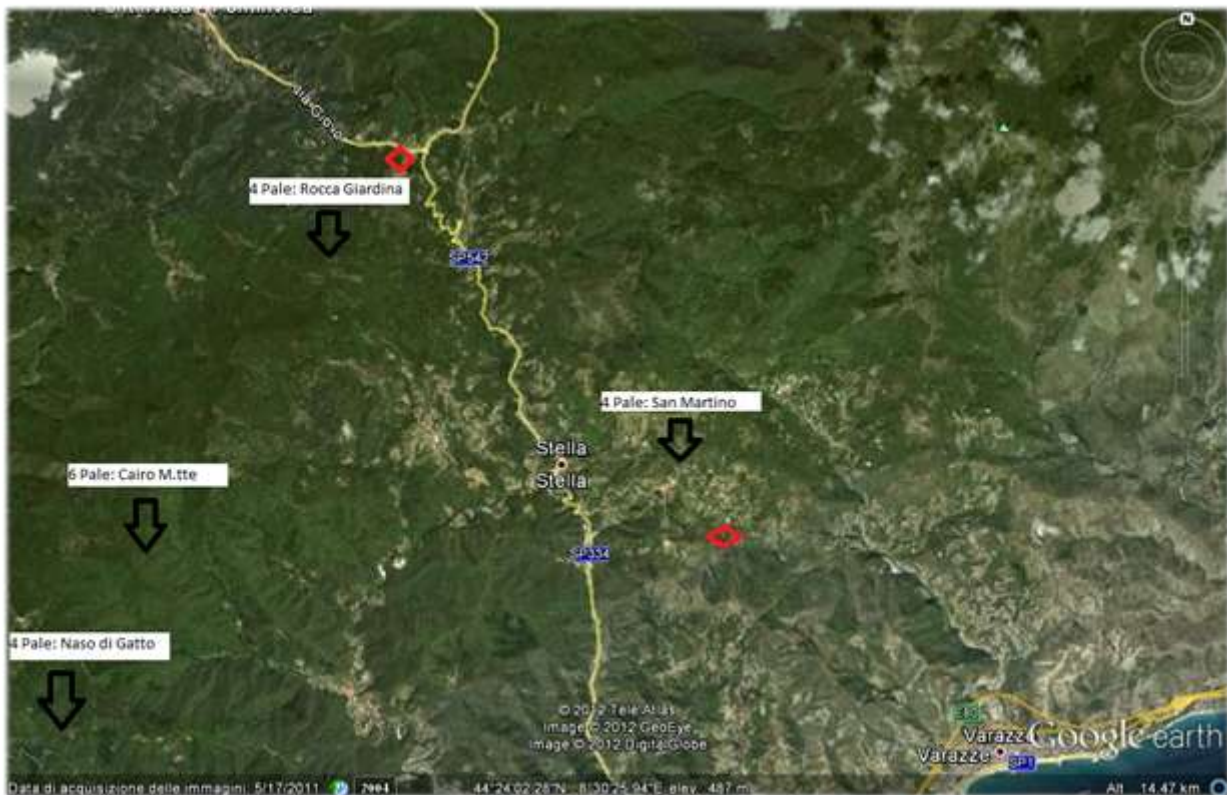 N
4 Pale: Rocca Giardina
SP542
4 Pale: San Martino
Stella
Stella
6 Pale: Cairo M.tte
SP334
4 Pale: Naso di Gatto
© 2012 Tele Atlas
Image © 2012 GeoEye
Image © 2012 DigitalGlobe
Varazze
Varazze
SP1
Google earth
Data di acquisizione delle immagini: 5/17/2011
2004
44°24'02.28"N
8°30'25.94"E elev. 487 m
Alt 14.47 km